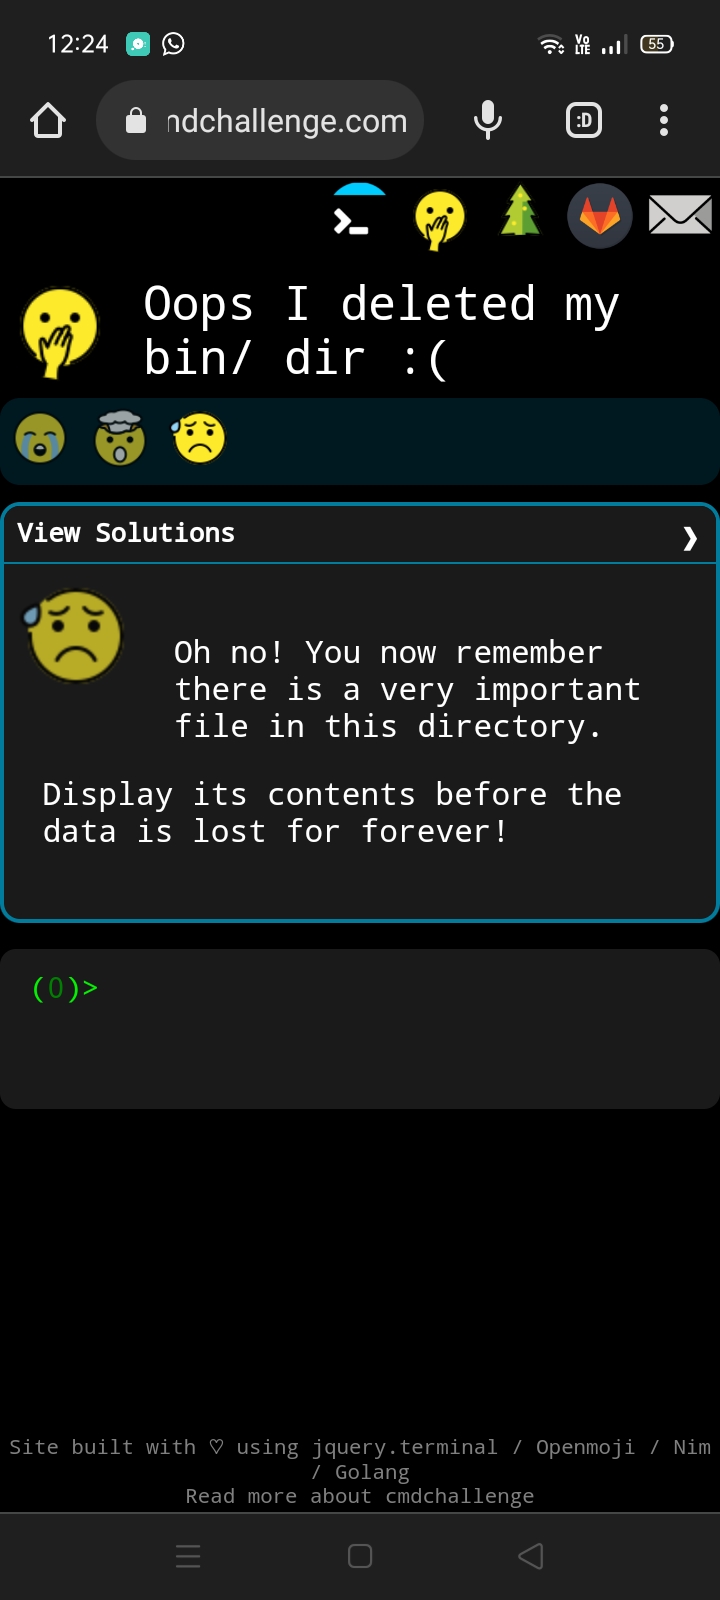 12:24
Vo
LTE
55
ndchallenge.com
:D
Oops I deleted my
bin/ dir :(
View Solutions
Oh no! You now remember
there is a very important
file in this directory.
Display its contents before the
data is lost for forever!
(0)>
Site built with ♡ using jquery.terminal / Openmoji / Nim
/ Golang
Read more about cmdchallenge